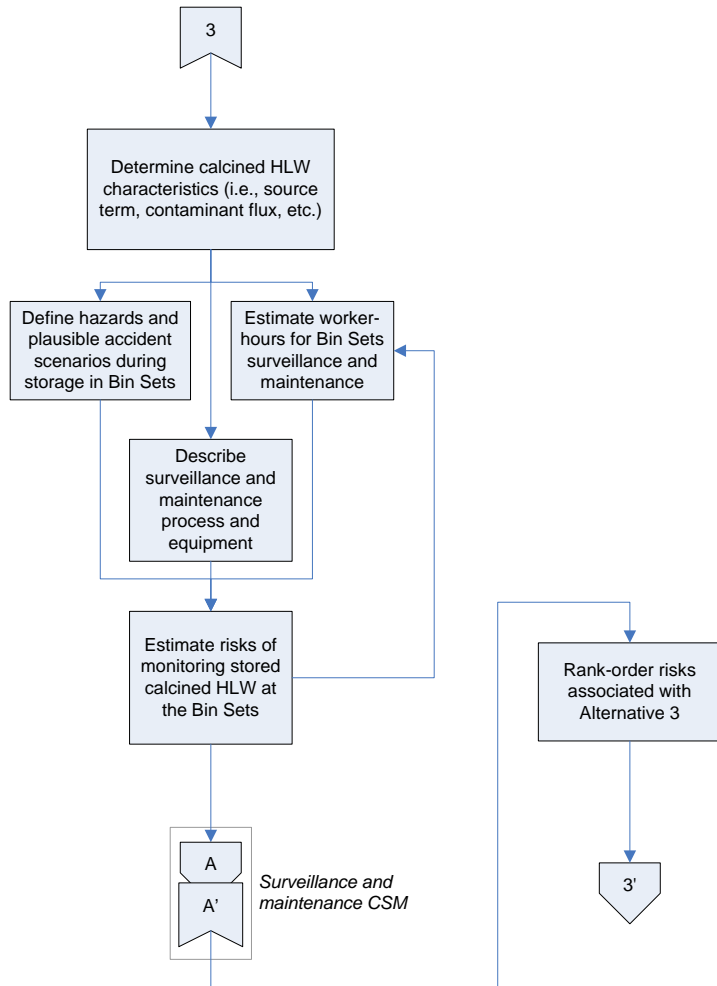 3
Determine calcined HLW
characteristics (i.e., source
term, contaminant flux, etc.)
Define hazards and
plausible accident
scenarios during
storage in Bin Sets
Estimate worker-
hours for Bin Sets
surveillance and
maintenance
Describe
surveillance and
maintenance
process and
equipment
Estimate risks of
monitoring stored
calcined HLW at
the Bin Sets
Rank-order risks
associated with
Alternative 3
A
A'
Surveillance and
maintenance CSM
3'